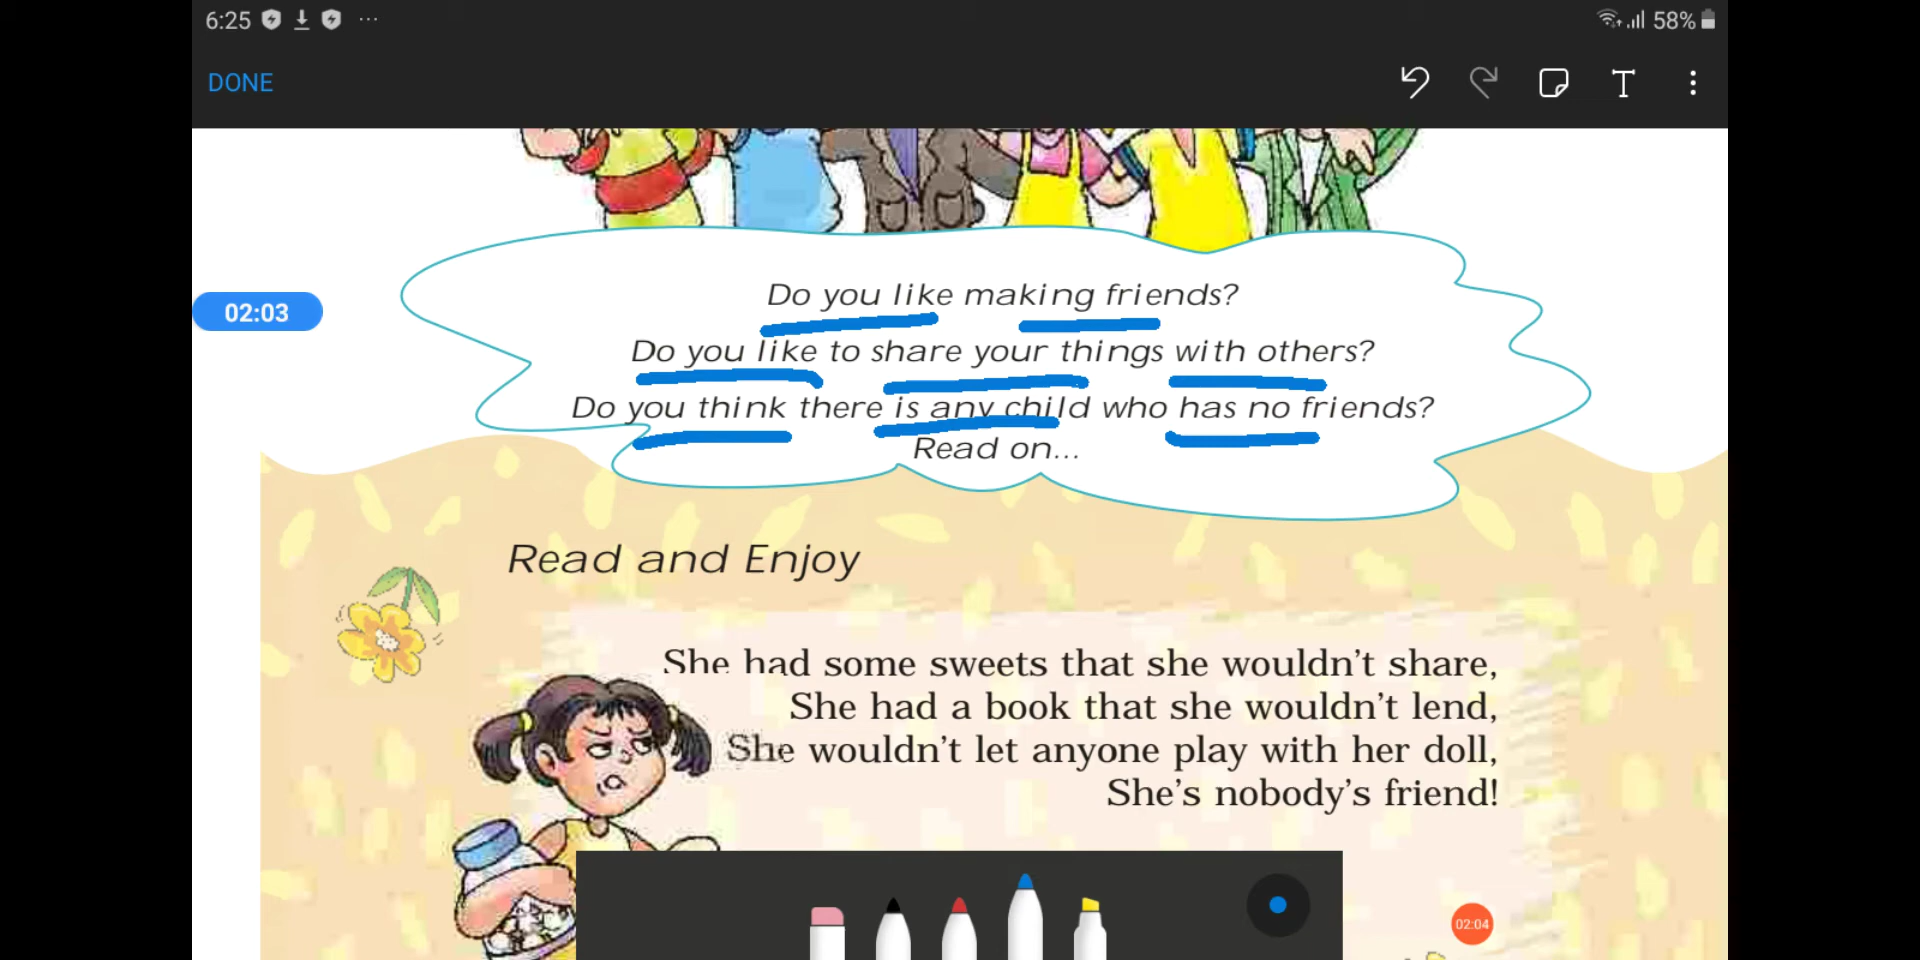 6:25
58%
DONE
T
02:03
Do you like making friends?
Do you like to share your things with others?
Do you think there is any child who has no friends?
Read on...
Read and Enjoy
She had some sweets that she wouldn't share,
She had a book that she wouldn't lend,
She wouldn't let anyone play with her doll,
She's nobody's friend!
02:04